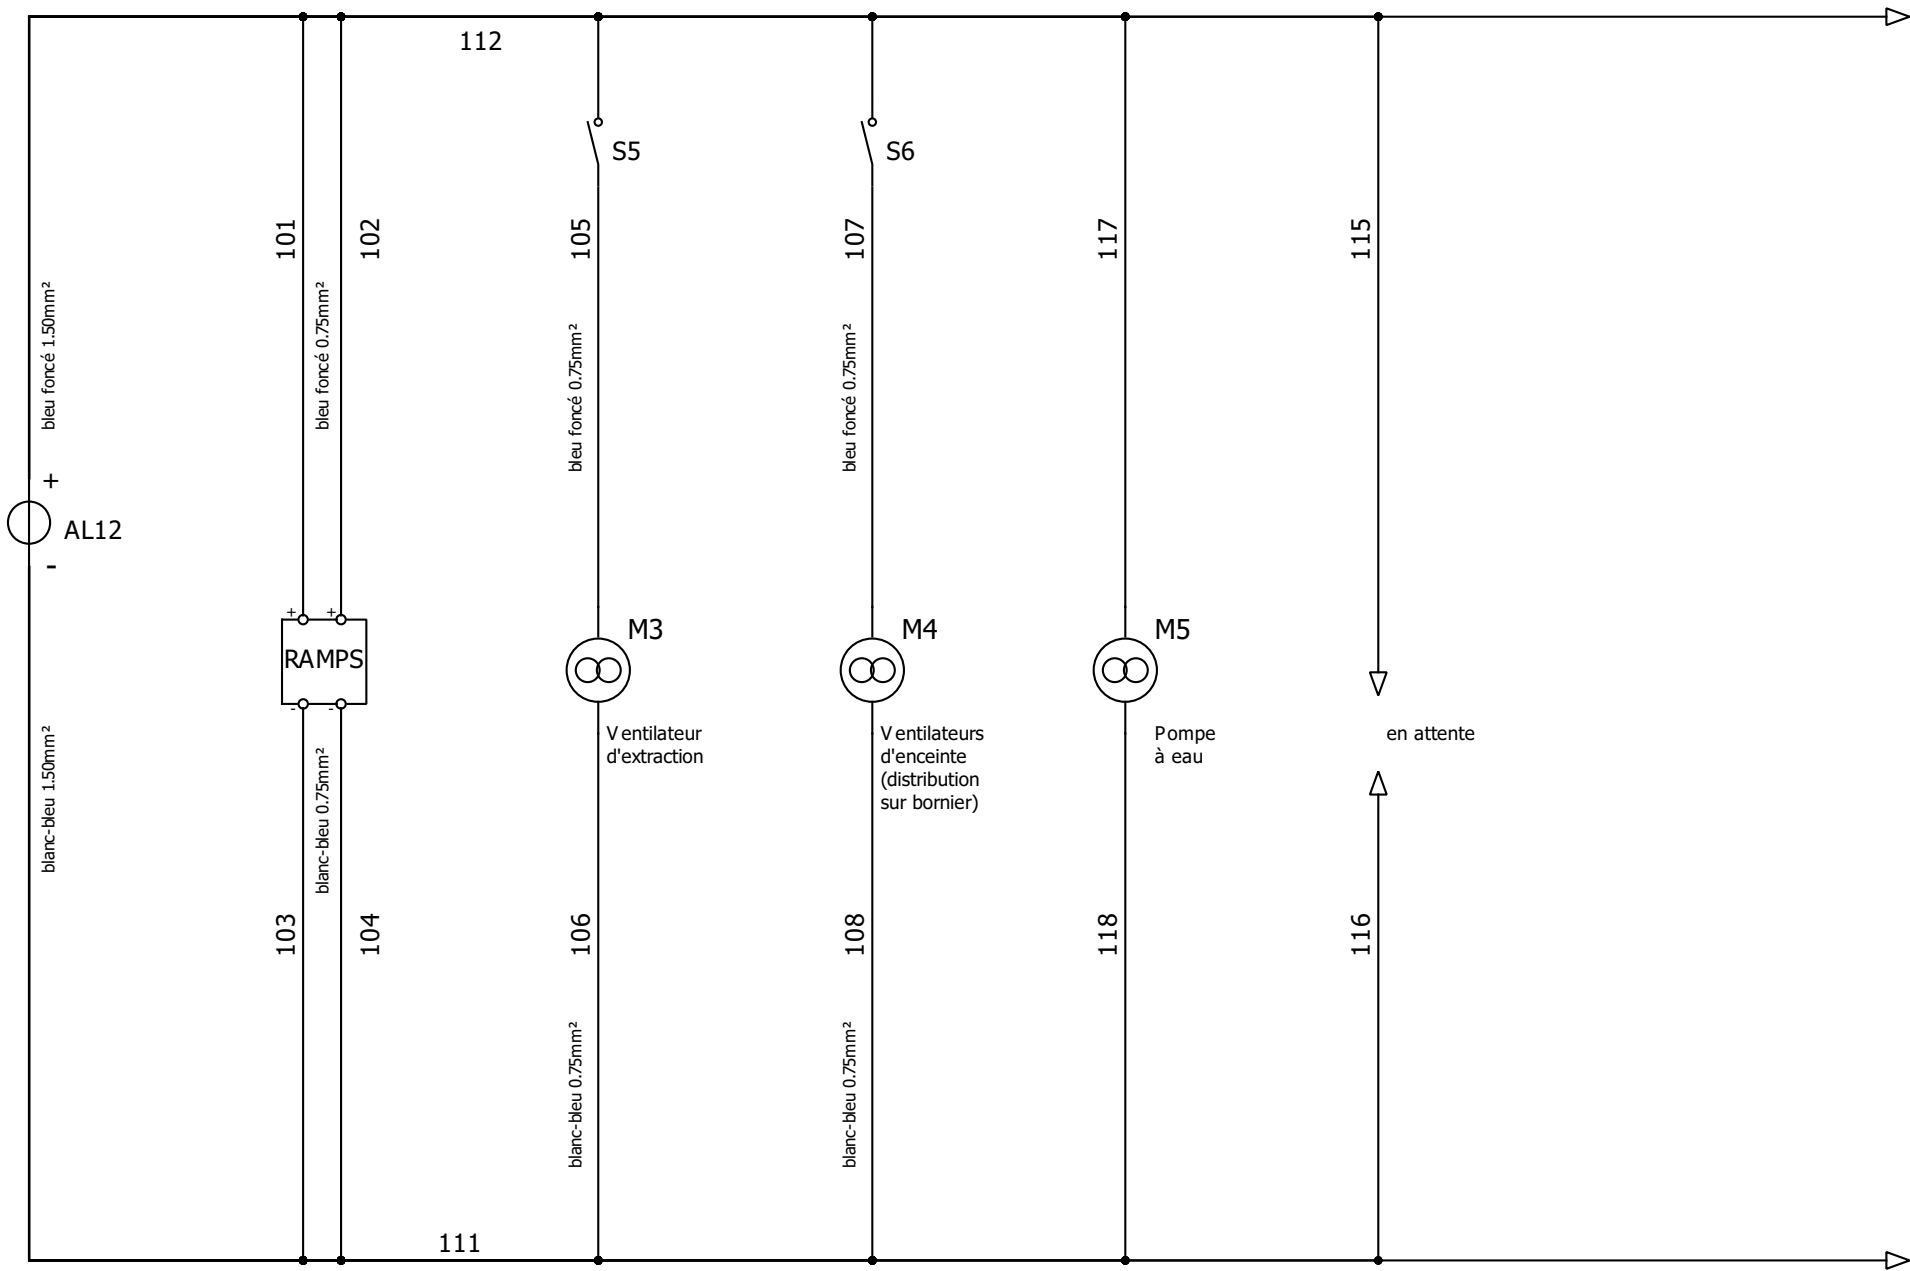 112
S5
S6
101
102
105
107
117
115
bleu foncé 1.50mm²
bleu foncé 0.75mm²
bleu foncé 0.75mm²
bleu foncé 0.75mm²
+
AL12
-
+ +
RAMPS
- -
M3
M4
M5
Ventilateur
d'extraction
Ventilateurs
d'enceinte
(distribution
sur bornier)
Pompe
à eau
en attente
blanc-bleu 1.50mm²
blanc-bleu 0.75mm²
103
104
106
108
118
116
blanc-bleu 0.75mm²
blanc-bleu 0.75mm²
111